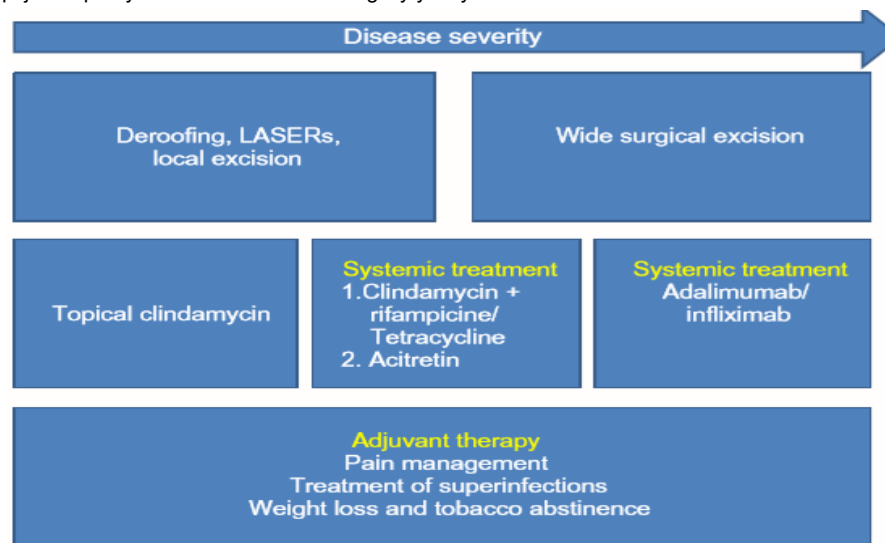 Disease severity
Deroofing, LASERs,
local excision
Wide surgical excision
Topical clindamycin
Systemic treatment
1.Clindamycin +
rifampicine/
Tetracycline
2. Acitretin
Systemic treatment
Adalimumab/
infliximab
Adjuvant therapy
Pain management
Treatment of superinfections
Weight loss and tobacco abstinence